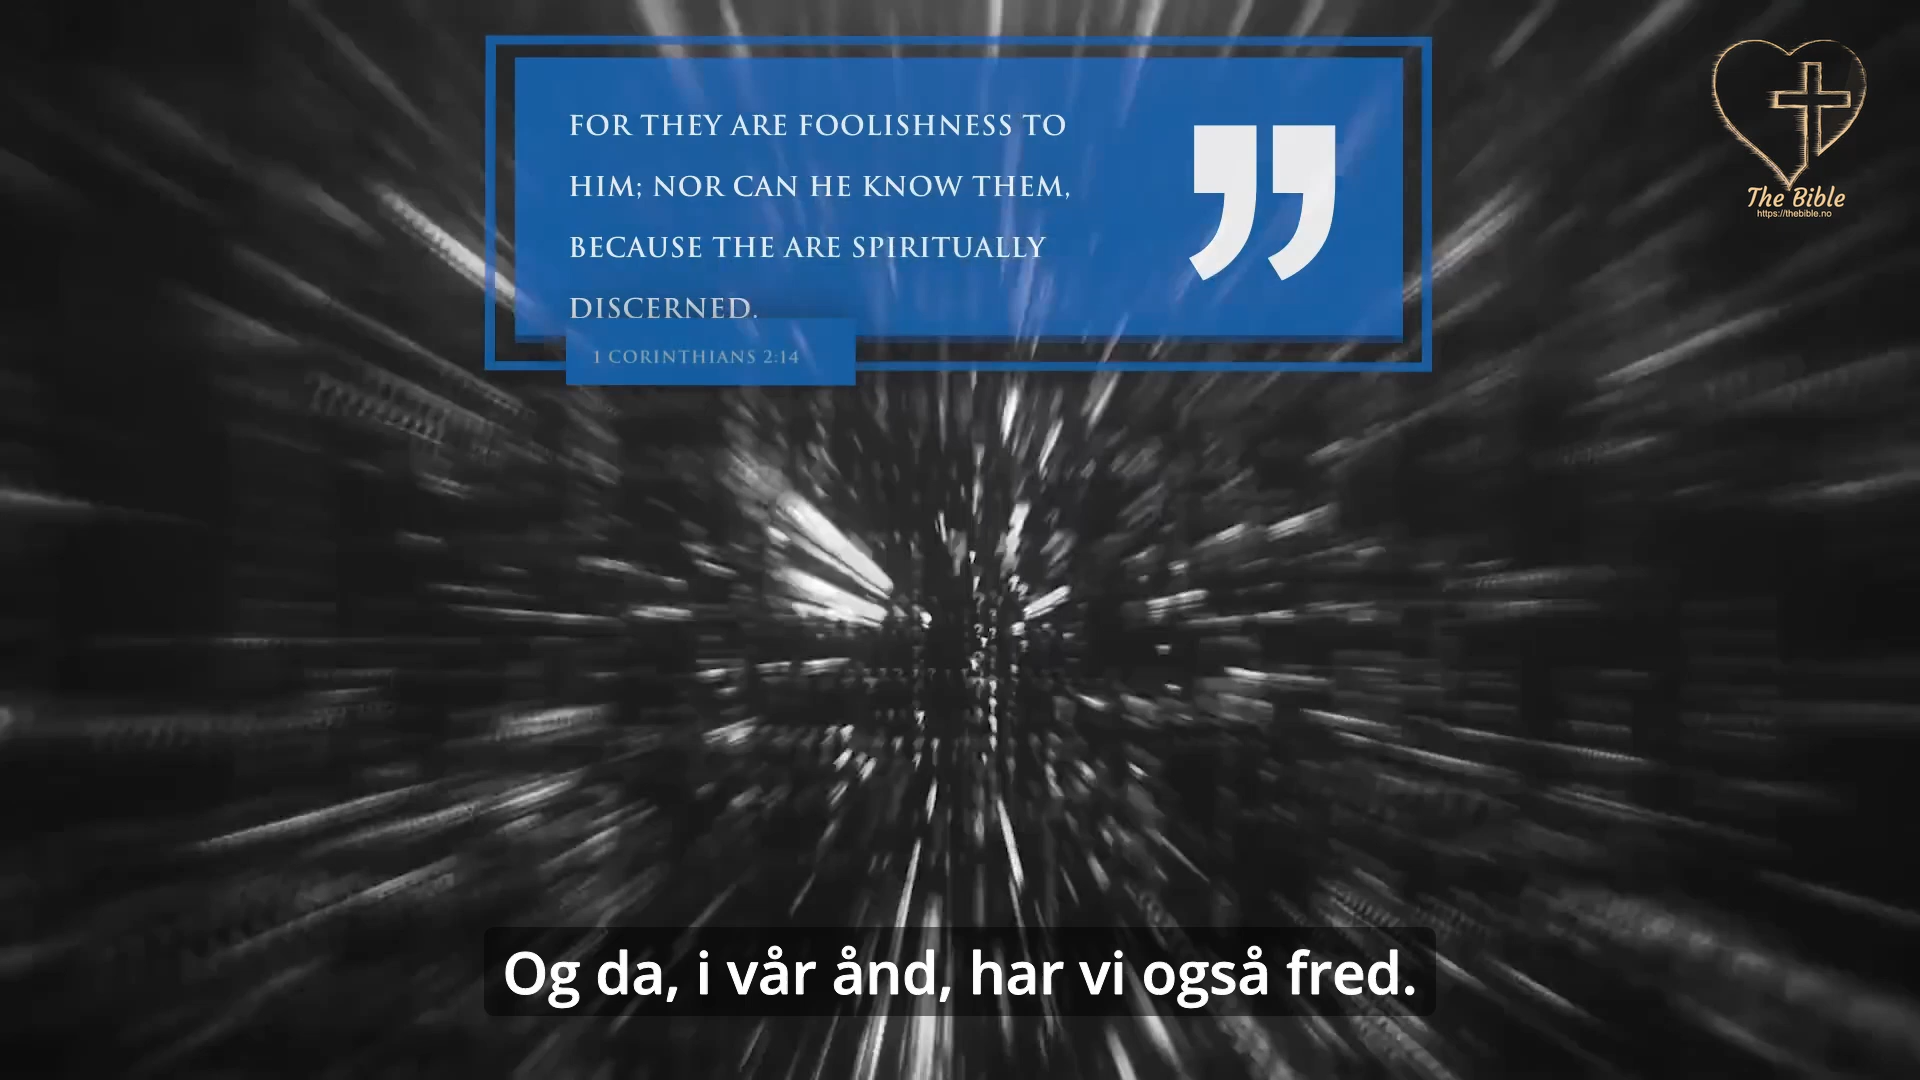 FOR THEY ARE FOOLISHNESS TO
HIM; NOR CAN HE KNOW THEM,
BECAUSE THE ARE SPIRITUALLY
DISCERNED.
1 CORINTHIANS 2:14
”
The Bible
https://thebible.no
Og da, i vår ånd, har vi også fred.